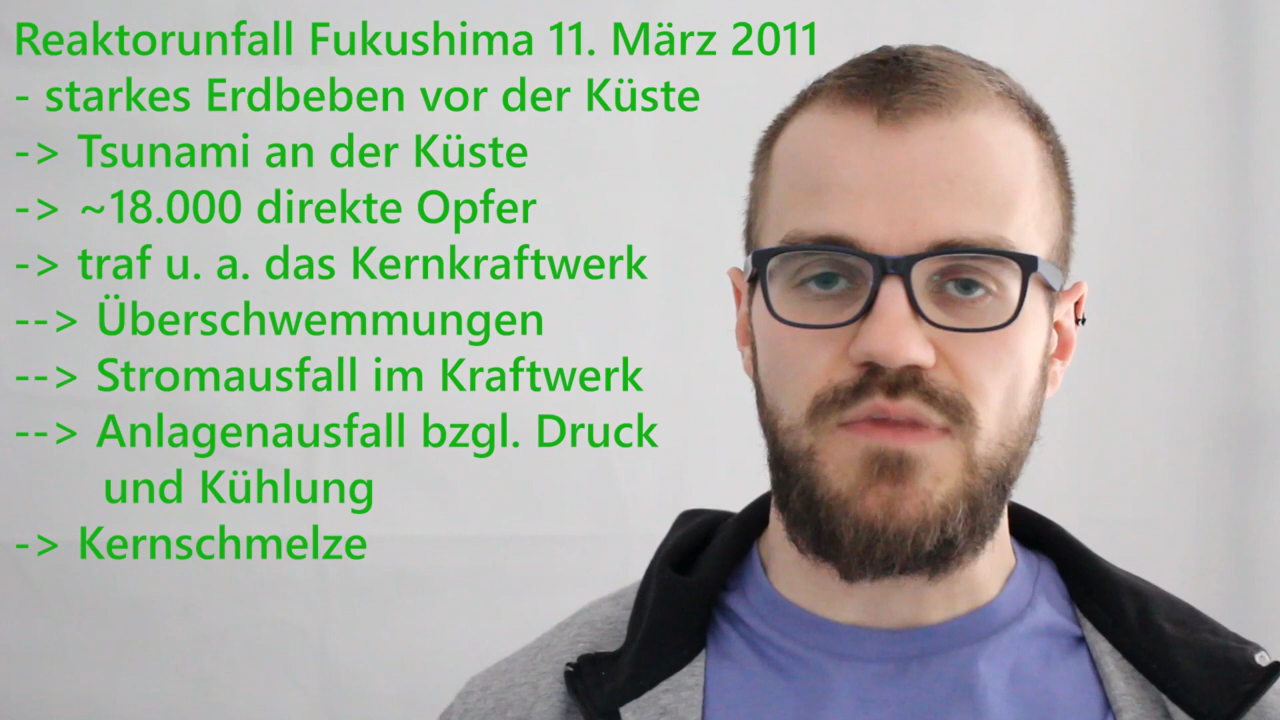 Reaktorunfall Fukushima 11. März 2011
- starkes Erdbeben vor der Küste
-> Tsunami an der Küste
-> ~18.000 direkte Opfer
-> traf u. a. das Kernkraftwerk
--> Überschwemmungen
--> Stromausfall im Kraftwerk
--> Anlagenausfall bzgl. Druck
und Kühlung
-> Kernschmelze